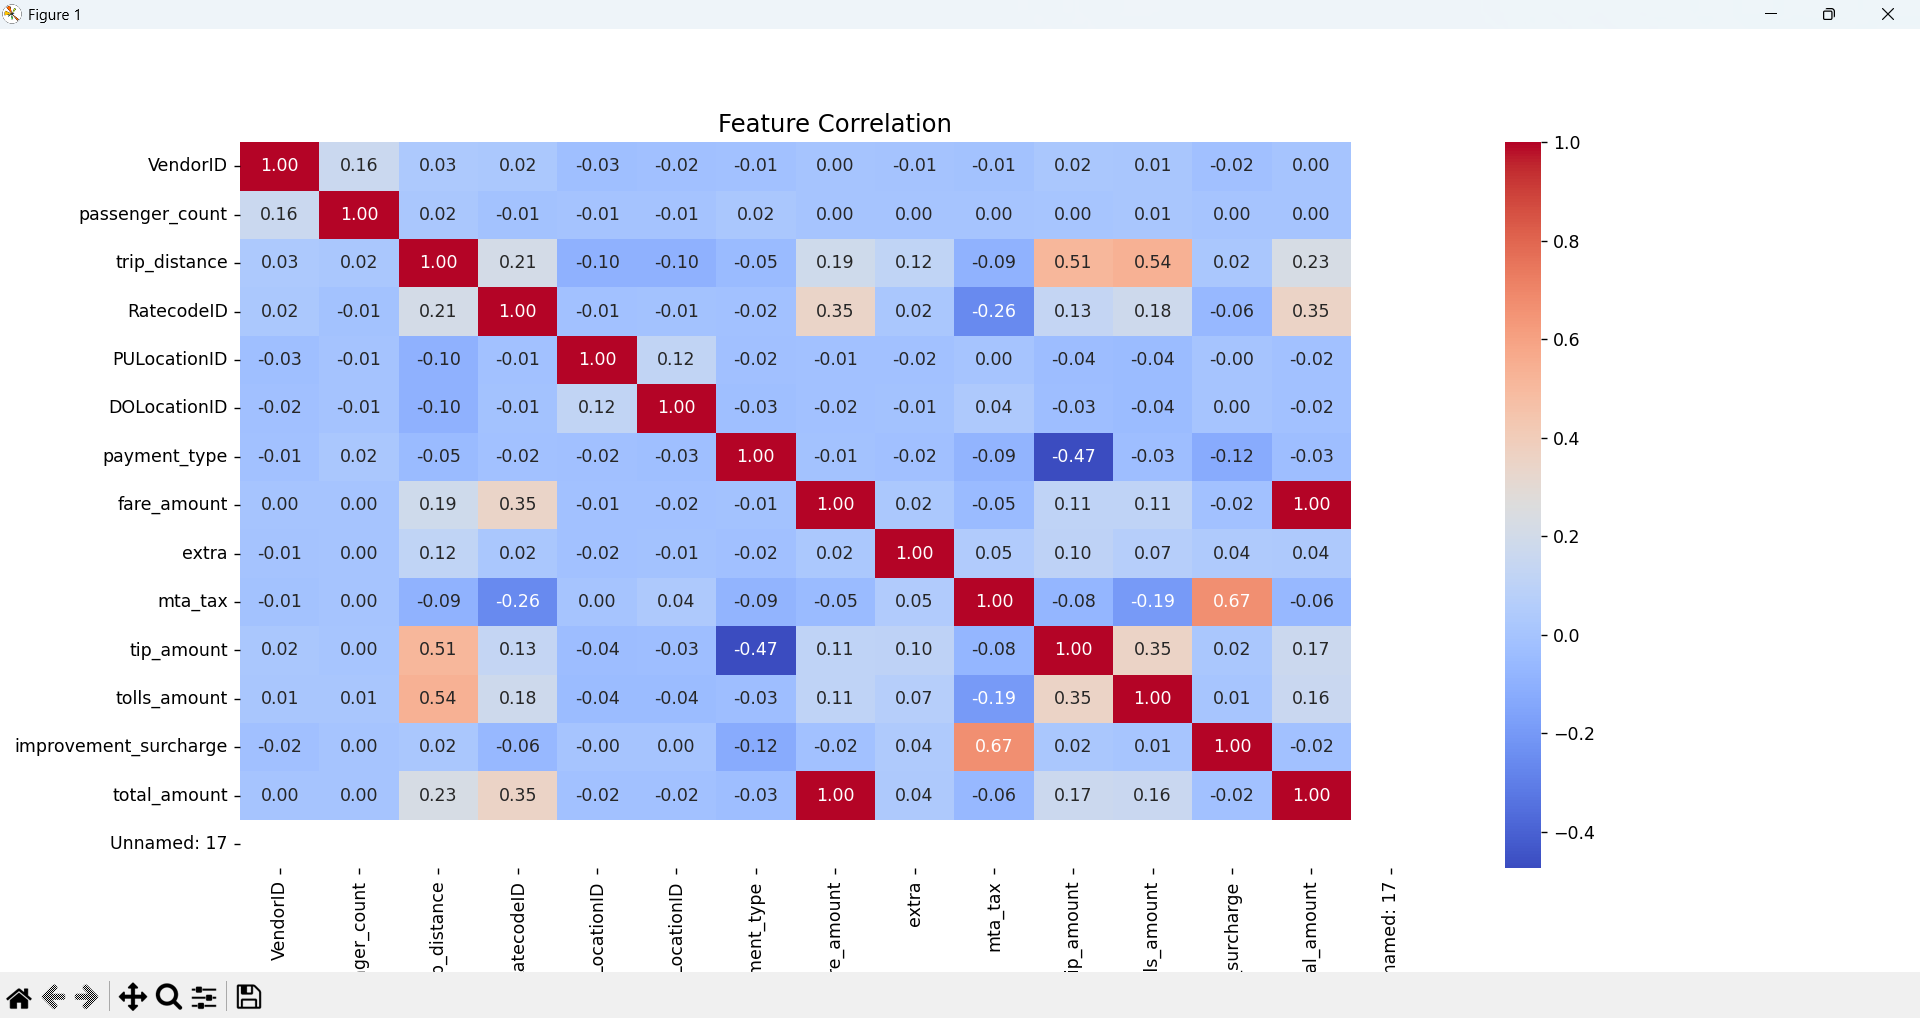 Figure 1
Feature Correlation
VendorID 1.00 0.16 0.03 0.02 -0.03 -0.02 -0.01 0.00 -0.01 -0.01 0.02 0.01 -0.02 0.00
passenger_count 0.16 1.00 0.02 -0.01 -0.01 -0.01 0.02 0.00 0.00 0.00 0.00 0.01 0.00 0.00
trip_distance 0.03 0.02 1.00 0.21 -0.10 -0.10 -0.05 0.19 0.12 -0.09 0.51 0.54 0.02 0.23
RatecodeID 0.02 -0.01 0.21 1.00 -0.01 -0.01 -0.02 0.35 0.02 -0.26 0.13 0.18 -0.06 0.35
PULocationID -0.03 -0.01 -0.10 -0.01 1.00 0.12 -0.02 -0.01 -0.02 0.00 -0.04 -0.04 -0.00 -0.02
DOLocationID -0.02 -0.01 -0.10 -0.01 0.12 1.00 -0.03 -0.02 -0.01 0.04 -0.03 -0.04 0.00 -0.02
payment_type -0.01 0.02 -0.05 -0.02 -0.02 -0.03 1.00 -0.01 -0.02 -0.09 -0.47 -0.03 -0.12 -0.03
fare_amount 0.00 0.00 0.19 0.35 -0.01 -0.02 -0.01 1.00 0.02 -0.05 0.11 0.11 -0.02 1.00
extra -0.01 0.00 0.12 0.02 -0.02 -0.01 -0.02 0.02 1.00 0.05 0.10 0.07 0.04 0.04
mta_tax -0.01 0.00 -0.09 -0.26 0.00 0.04 -0.09 -0.05 0.05 1.00 -0.08 -0.19 0.67 -0.06
tip_amount 0.02 0.00 0.51 0.13 -0.04 -0.03 -0.47 0.11 0.10 -0.08 1.00 0.35 0.02 0.17
tolls_amount 0.01 0.01 0.54 0.18 -0.04 -0.04 -0.03 0.11 0.07 -0.19 0.35 1.00 0.01 0.16
improvement_surcharge -0.02 0.00 0.02 -0.06 -0.00 0.00 -0.12 -0.02 0.04 0.67 0.02 0.01 1.00 -0.02
total_amount 0.00 0.00 0.23 0.35 -0.02 -0.02 -0.03 1.00 0.04 -0.06 0.17 0.16 -0.02 1.00
Unnamed: 17
VendorID
ger_count
p_distance
atecodeID
LocationID
LocationID
ment_type
re_amount
extra
mta_tax
ip_amount
ls_amount
_surcharge
al_amount
named: 17
1.0
0.8
0.6
0.4
0.2
0.0
−0.2
−0.4